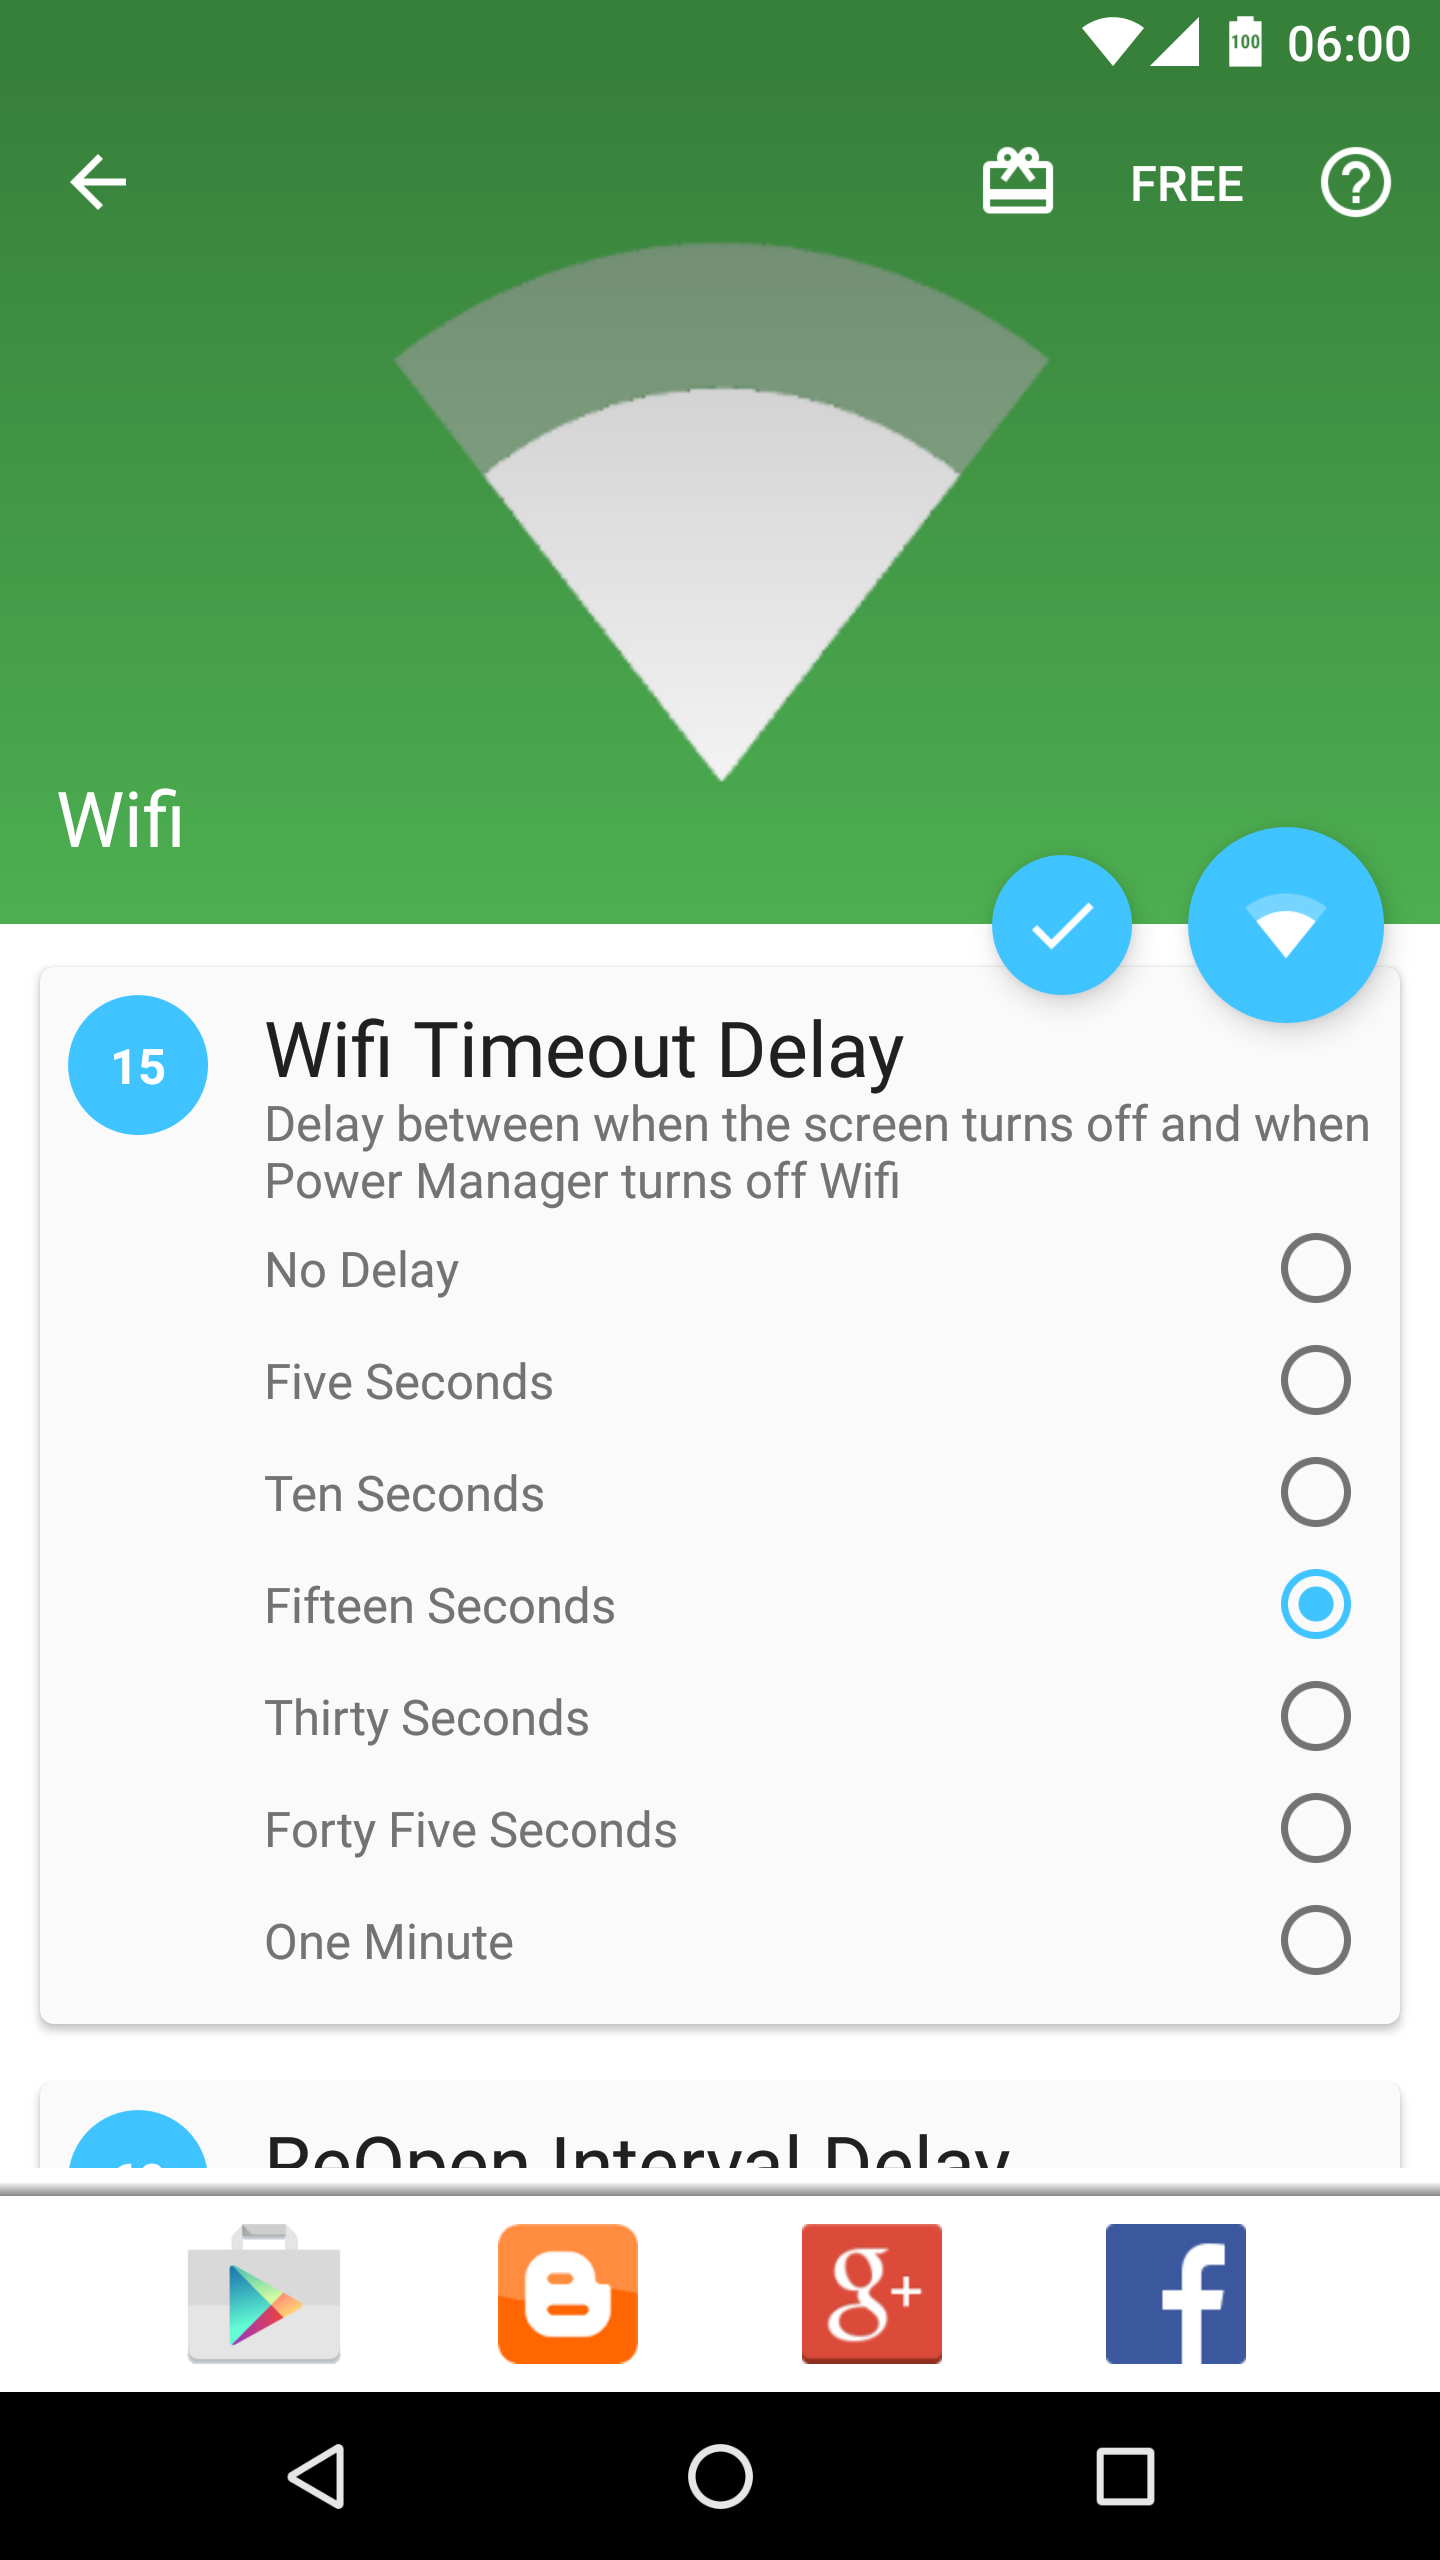 100 06:00
FREE
Wifi
15
Wifi Timeout Delay
Delay between when the screen turns off and when
Power Manager turns off Wifi
No Delay
Five Seconds
Ten Seconds
Fifteen Seconds
Thirty Seconds
Forty Five Seconds
One Minute
ReOpen Interval Delay
g+
f